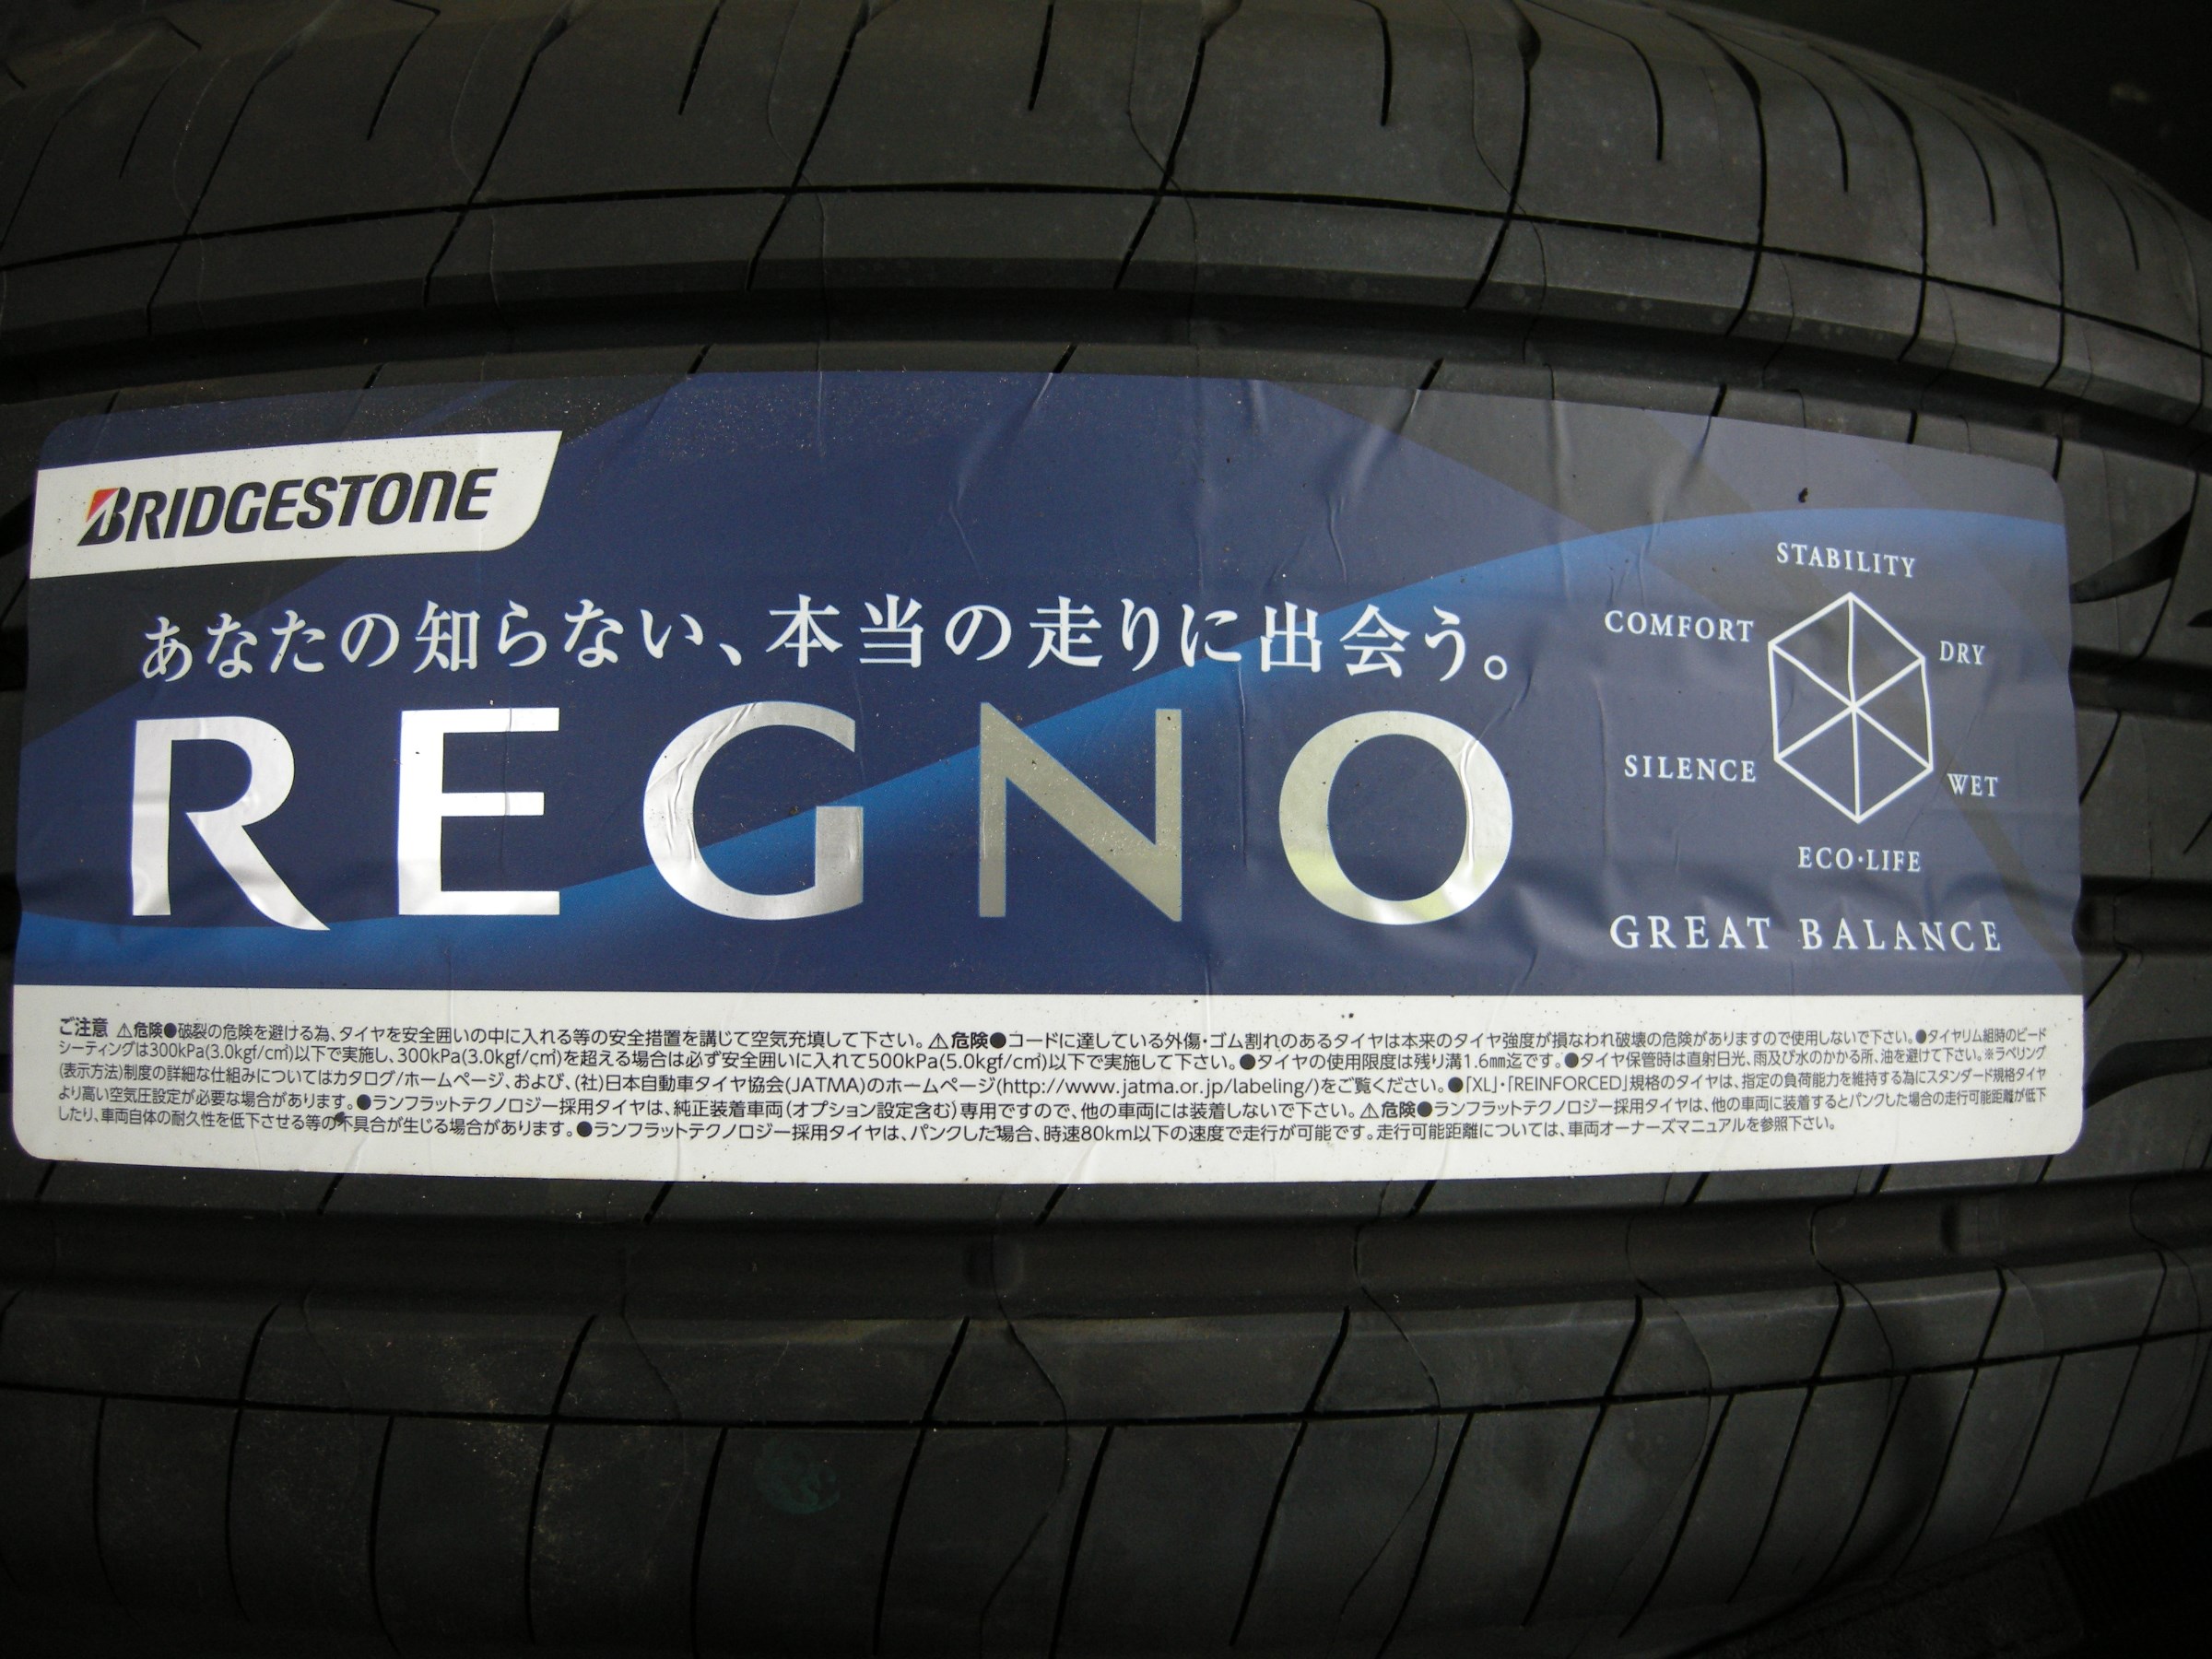 BRIDGESTONE
あなたの知らない、本当の走りに出会う。
REGNO
STABILITY
COMFORT
DRY
SILENCE
WET
ECO・LIFE
GREAT BALANCE
ご注意 ⚠危険●破裂の危険を避ける為、タイヤを安全囲いの中に入れる等の安全措置を講じて空気充填して下さい。⚠危険●コードに達している外傷・ゴム割れのあるタイヤは本来のタイヤ強度が損なわれ破壊の危険がありますので使用しないで下さい。●タイヤリム組時のビード
シーティングは300kPa(3.0kgf/c㎡)以下で実施し、300kPa(3.0kgf/c㎡)を超える場合は必ず安全囲いに入れて500kPa(5.0kgf/c㎡)以下で実施して下さい。●タイヤの使用限度は残り溝1.6㎜迄です。●タイヤ保管時は直射日光、雨及び水のかかる所、油を避けて下さい。※ラベリング
(表示方法)制度の詳細な仕組みについてはカタログ/ホームページ、および、(社)日本自動車タイヤ協会(JATMA)のホームページ(http://www.jatma.or.jp/labeling/)をご覧ください。●「XL」・「REINFORCED」規格のタイヤは、指定の負荷能力を維持する為にスタンダード規格タイヤ
より高い空気圧設定が必要な場合があります。●ランフラットテクノロジー採用タイヤは、純正装着車両(オプション設定含む)専用ですので、他の車両には装着しないで下さい。⚠危険●ランフラットテクノロジー採用タイヤは、他の車両に装着するとパンクした場合の走行可能距離が低下
したり、車両自体の耐久性を低下させる等の不具合が生じる場合があります。●ランフラットテクノロジー採用タイヤは、パンクした場合、時速80km以下の速度で走行が可能です。走行可能距離については、車両オーナーズマニュアルを参照下さい。